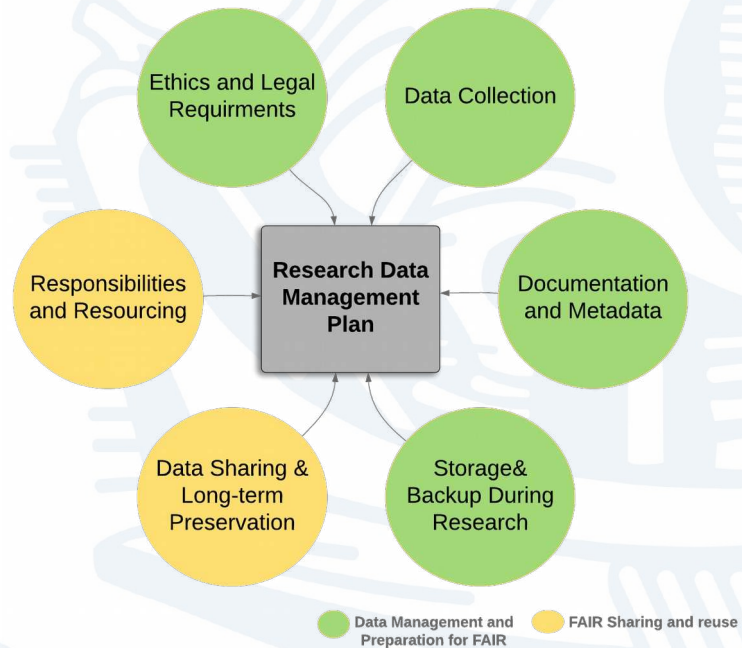 Ethics and Legal
Requirments
Data Collection
Responsibilities
and Resourcing
Research Data
Management
Plan
Documentation
and Metadata
Data Sharing &
Long-term
Preservation
Storage&
Backup During
Research
Data Management and
Preparation for FAIR
FAIR Sharing and reuse